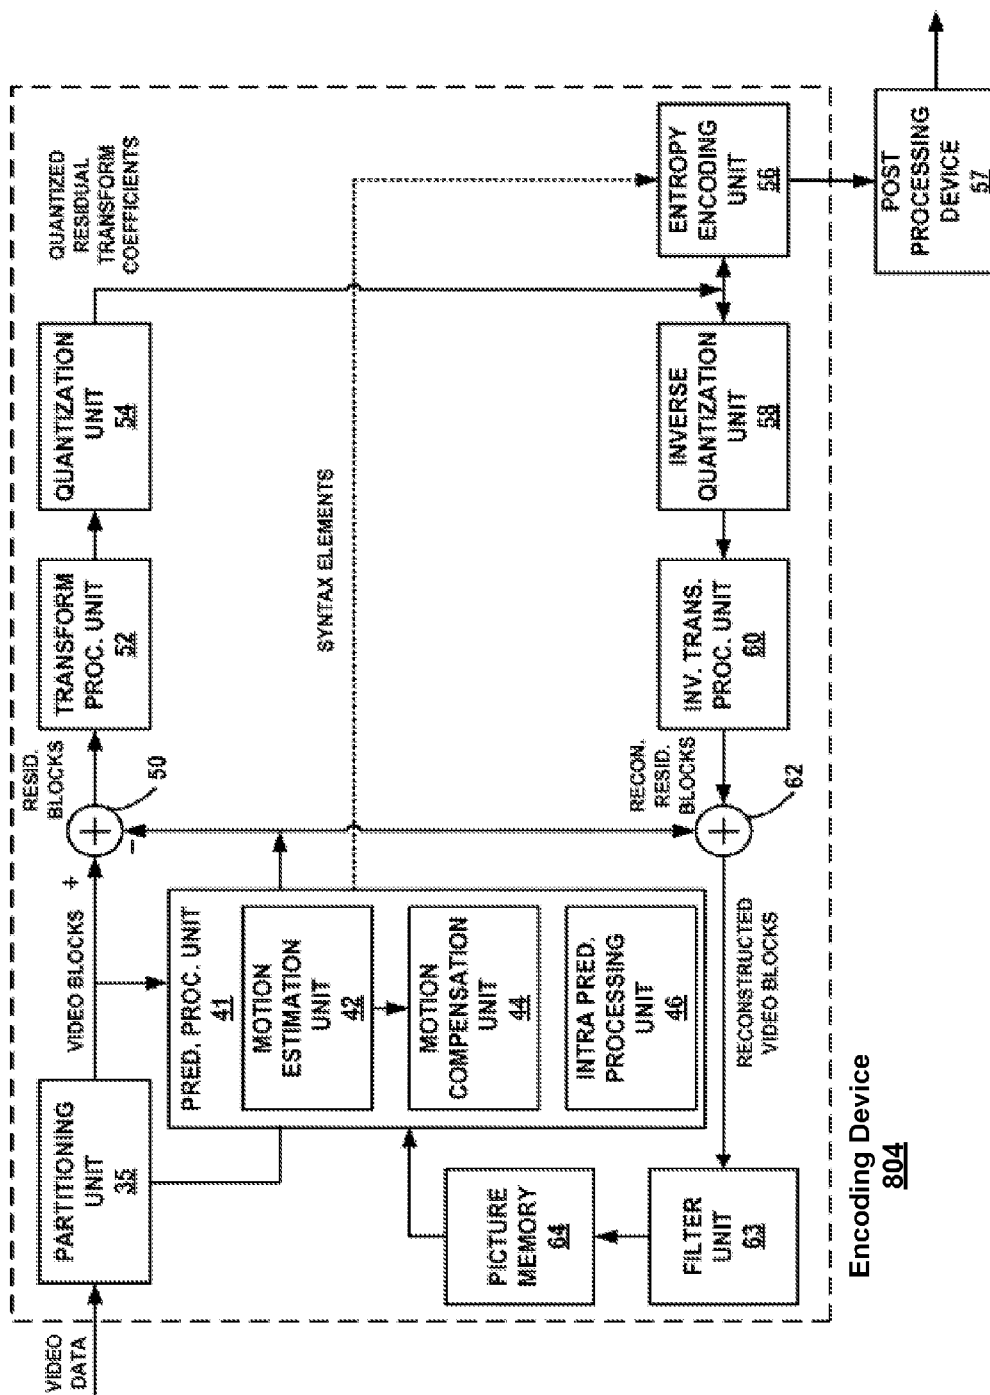 VIDEO
DATA
PARTITIONING
UNIT
35
VIDEO BLOCKS
+
-
50
RESID.
BLOCKS
TRANSFORM
PROC. UNIT
52
QUANTIZATION
UNIT
54
QUANTIZED
RESIDUAL
TRANSFORM
COEFFICIENTS
PRED. PROC. UNIT
41
MOTION
ESTIMATION
UNIT
42
MOTION
COMPENSATION
UNIT
44
INTRA PRED.
PROCESSING
UNIT
46
SYNTAX ELEMENTS
PICTURE
MEMORY
64
FILTER
UNIT
63
RECONSTRUCTED
VIDEO BLOCKS
62
RECON.
RESID.
BLOCKS
INV. TRANS.
PROC. UNIT
60
INVERSE
QUANTIZATION
UNIT
58
ENTROPY
ENCODING
UNIT
56
POST
PROCESSING
DEVICE
57
Encoding Device
804